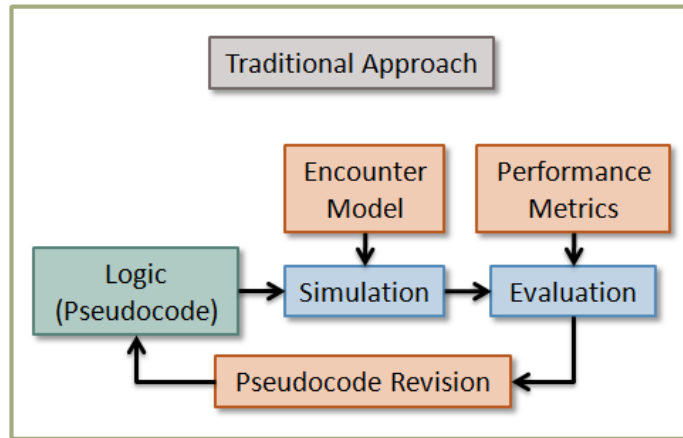 Traditional Approach
Encounter
Model
Performance
Metrics
Logic
(Pseudocode)
Simulation
Evaluation
Pseudocode Revision